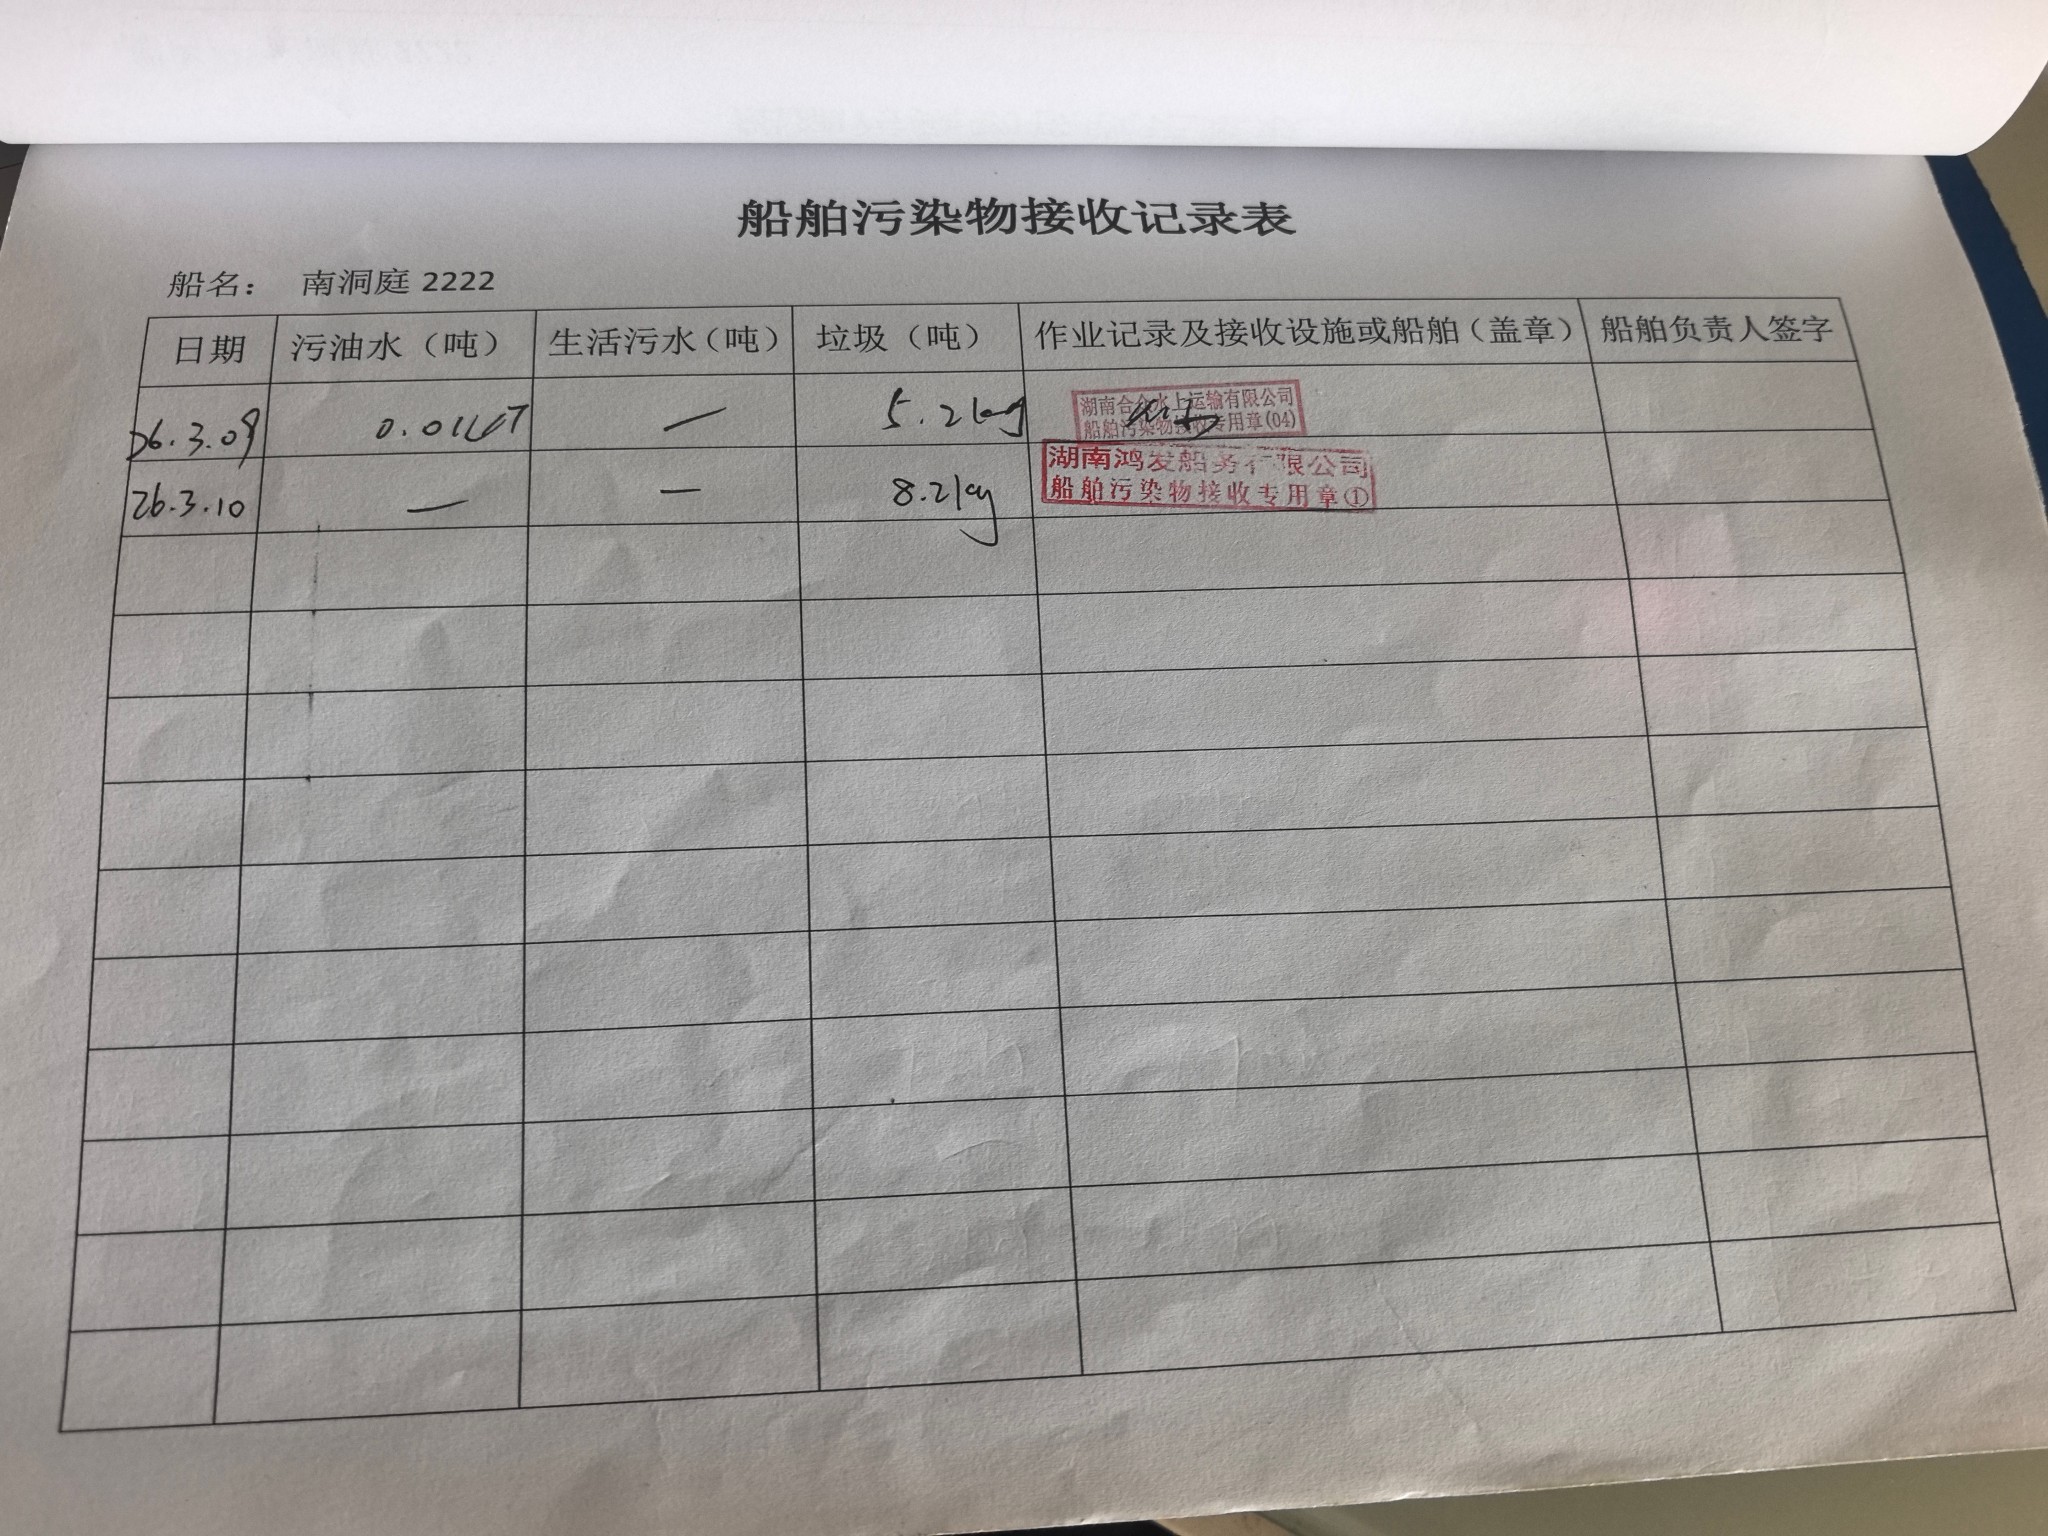 船舶污染物接收记录表
船名： 南洞庭 2222
日期 污油水（吨） 生活污水（吨） 垃圾（吨） 作业记录及接收设施或船舶（盖章） 船舶负责人签字
26.3.09 — 5.2kg
湖南合众水上运输有限公司
船舶污染物接收专用章(04)
26.3.10 — — 8.2kg
湖南鸿发船务有限公司
船舶污染物接收专用章①